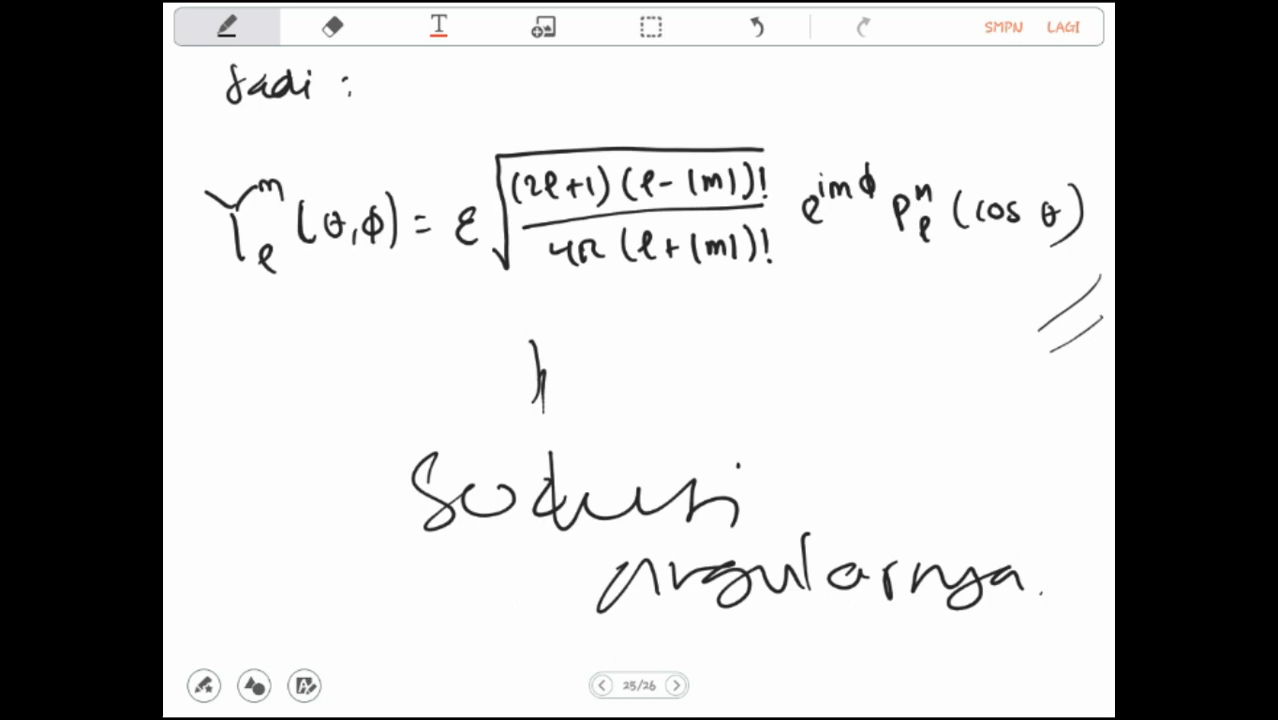 T SMPN LAGI
Jadi :
Y_ℓ^m (θ,ϕ) = ε √((2ℓ+1) (ℓ-|m|)! / 4π (ℓ+|m|)!) e^{imϕ} P_ℓ^m (cos θ)
Solusi
angularnya.
25/26